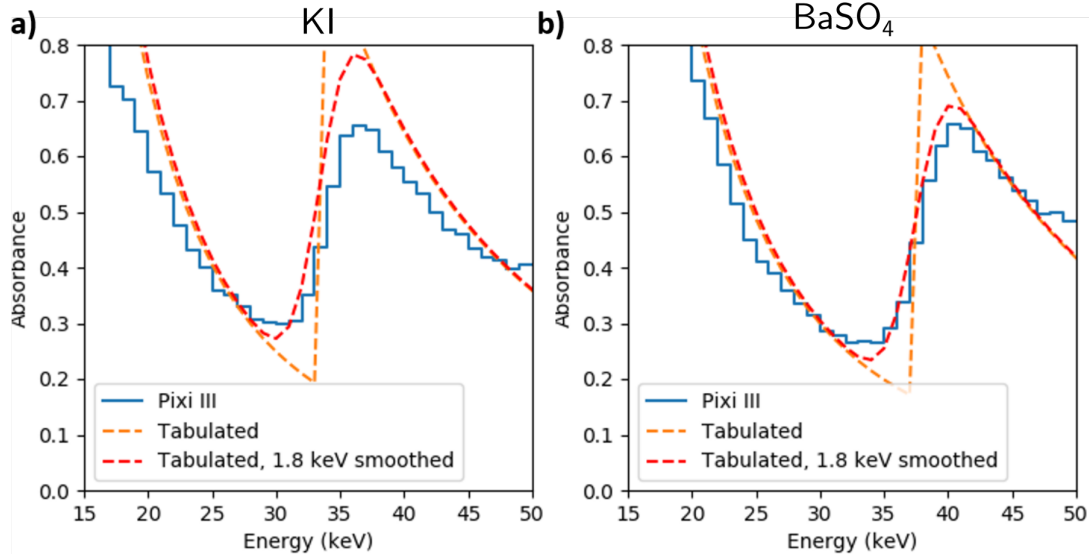 a)
KI
0.8
0.7
0.6
0.5
0.4
0.3
0.2
0.1
0.0
Absorbance
Pixi III
Tabulated
Tabulated, 1.8 keV smoothed
15 20 25 30 35 40 45 50
Energy (keV)
b)
BaSO₄
0.8
0.7
0.6
0.5
0.4
0.3
0.2
0.1
0.0
Absorbance
Pixi III
Tabulated
Tabulated, 1.8 keV smoothed
15 20 25 30 35 40 45 50
Energy (keV)